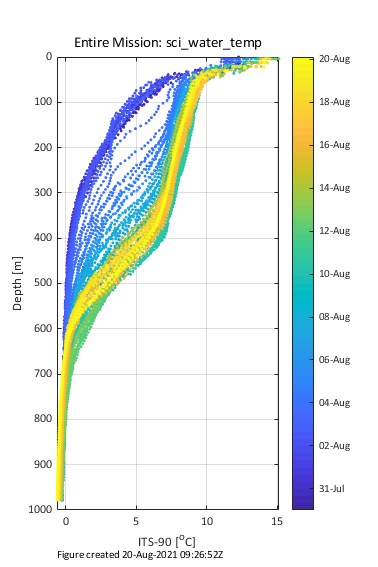 Entire Mission: sci_water_temp
0
100
200
300
400
500
600
700
800
900
1000
Depth [m]
0 5 10 15
ITS-90 [°C]
20-Aug
18-Aug
16-Aug
14-Aug
12-Aug
10-Aug
08-Aug
06-Aug
04-Aug
02-Aug
31-Jul
Figure created 20-Aug-2021 09:26:52Z